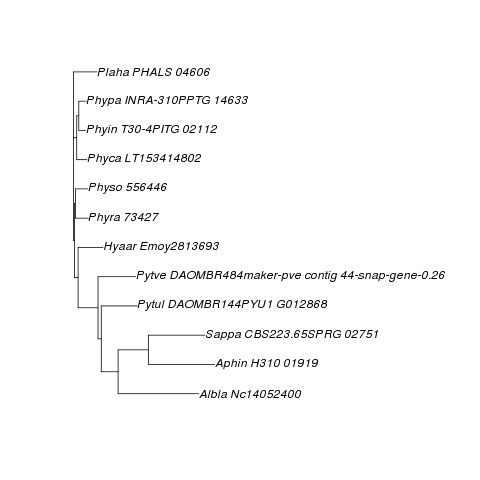 Plaha PHALS 04606
Phypa INRA-310PPTG 14633
Phyin T30-4PITG 02112
Phyca LT153414802
Physo 556446
Phyra 73427
Hyaar Emoy2813693
Pytve DAOMBR484maker-pve contig 44-snap-gene-0.26
Pytul DAOMBR144PYU1 G012868
Sappa CBS223.65SPRG 02751
Aphin H310 01919
Albla Nc14052400